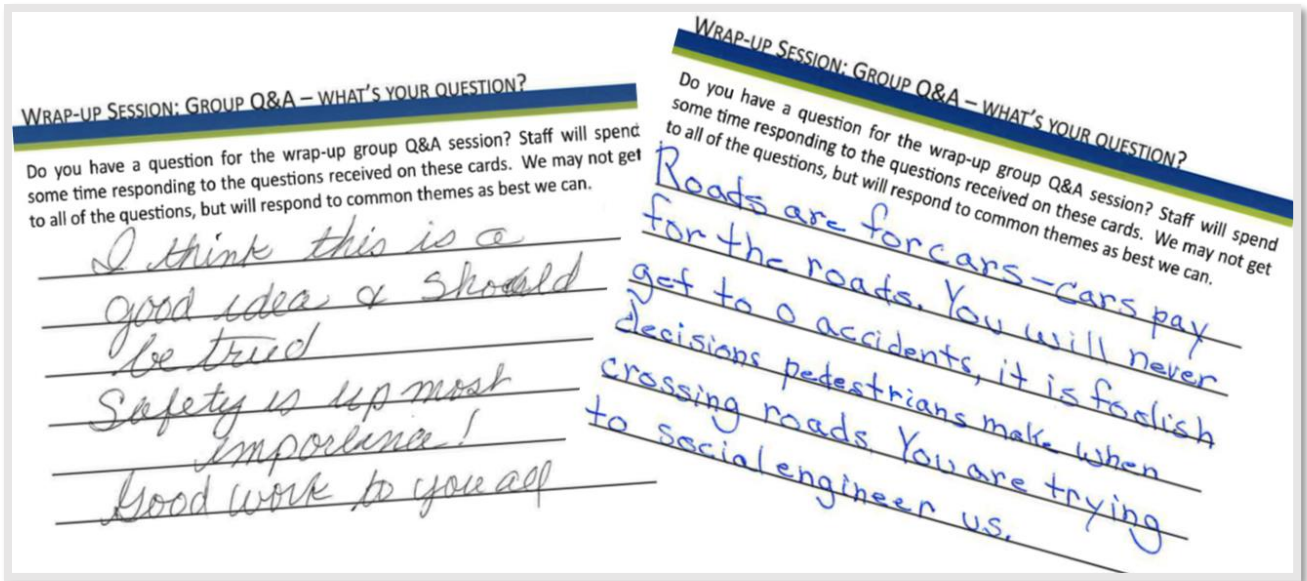 WRAP-UP SESSION: GROUP Q&A – WHAT'S YOUR QUESTION?
Do you have a question for the wrap-up group Q&A session? Staff will spend
some time responding to the questions received on these cards. We may not get
to all of the questions, but will respond to common themes as best we can.
I think this is a
good idea & should
be tried
Safety is up most
importance!
Good work to you all
WRAP-UP SESSION: GROUP Q&A – WHAT'S YOUR QUESTION?
Do you have a question for the wrap-up group Q&A session? Staff will spend
some time responding to the questions received on these cards. We may not get
to all of the questions, but will respond to common themes as best we can.
Roads are for cars-cars pay
for the roads. You will never
get to 0 accidents, it is foolish
decisions pedestrians make when
crossing roads. You are trying
to social engineer us.